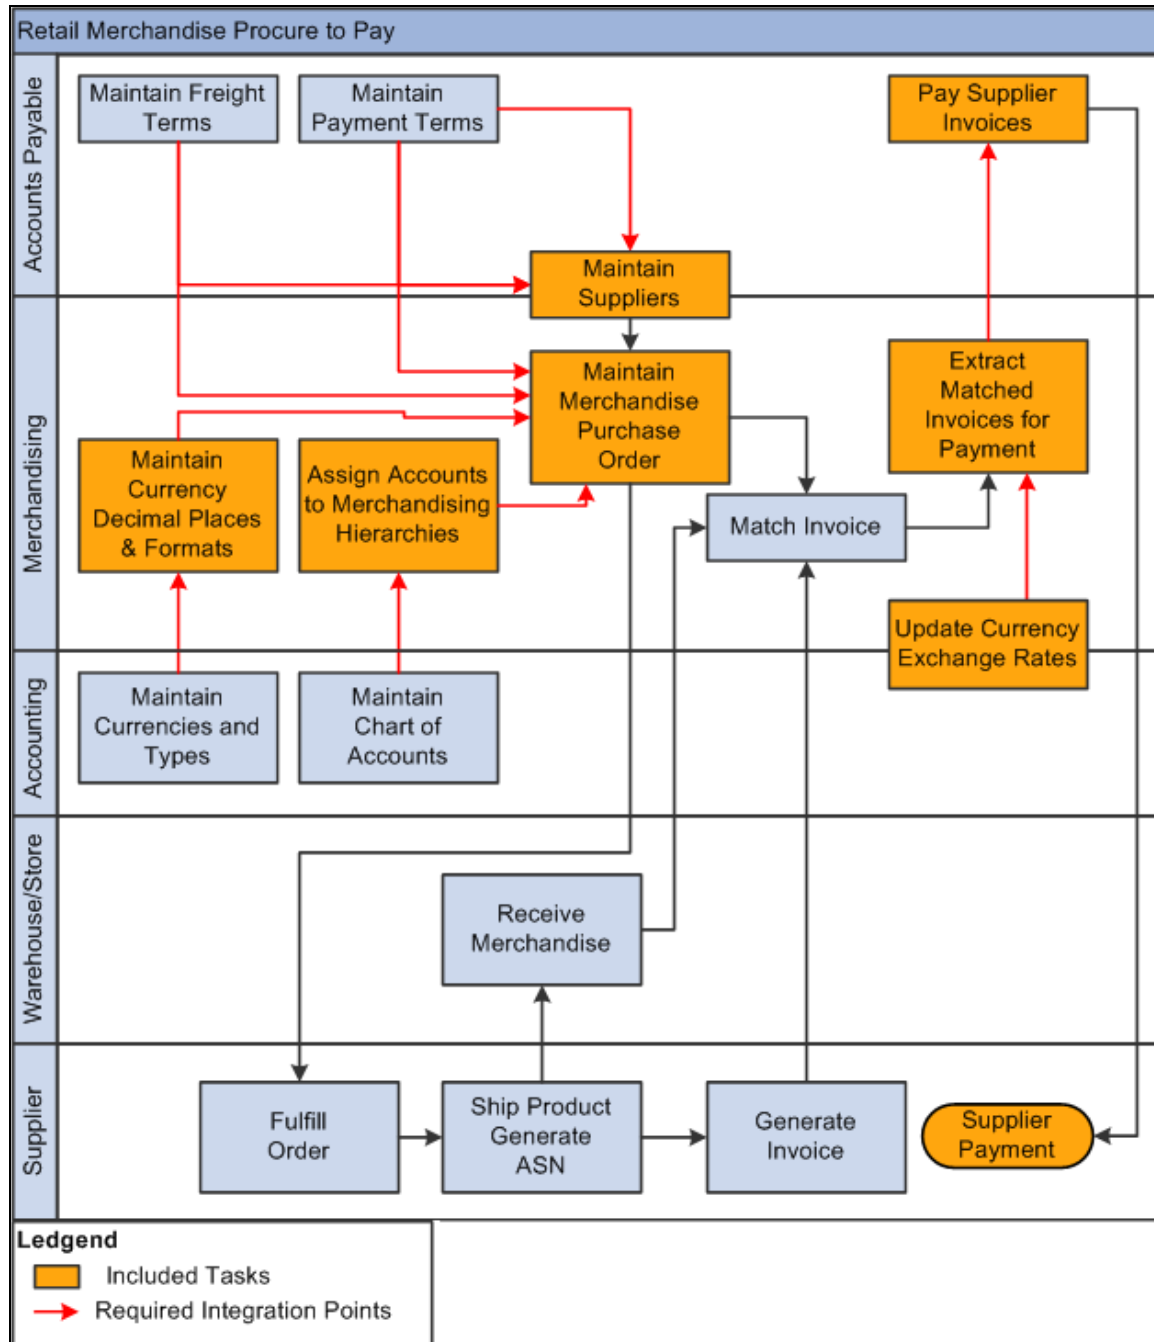 Retail Merchandise Procure to Pay
Accounts Payable
Maintain Freight
Terms
Maintain
Payment Terms
Pay Supplier
Invoices
Maintain
Suppliers
Merchandising
Maintain
Merchandise
Purchase
Order
Extract
Matched
Invoices for
Payment
Maintain
Currency
Decimal Places
& Formats
Assign Accounts
to Merchandising
Hierarchies
Match Invoice
Update Currency
Exchange Rates
Accounting
Maintain
Currencies and
Types
Maintain
Chart of
Accounts
Warehouse/Store
Receive
Merchandise
Supplier
Fulfill
Order
Ship Product
Generate
ASN
Generate
Invoice
Supplier
Payment
Ledgend
Included Tasks
Required Integration Points